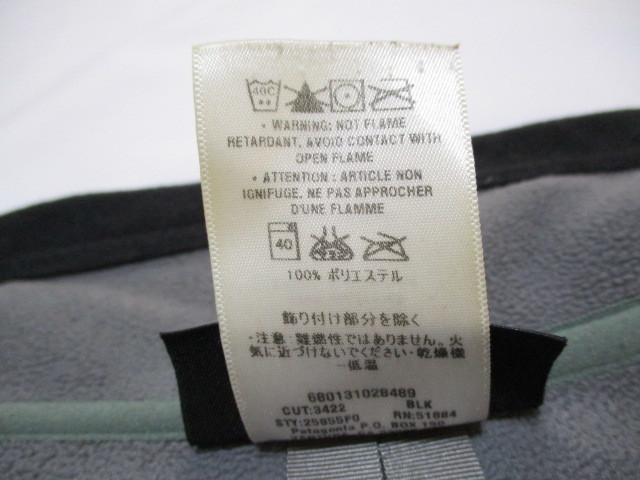 40C
• WARNING: NOT FLAME
RETARDANT, AVOID CONTACT WITH
OPEN FLAME
• ATTENTION : ARTICLE NON
IGNIFUGE, NE PAS APPROCHER
D'UNE FLAMME
40
100% ポリエステル
飾り付け部分を除く
・注意: 難燃性ではありません。火
気に近づけないでください・乾燥機
－低温
680131028489
CUT:3422 BLK
STY:25855F0 RN:51884
Patagonia P.O. BOX 150